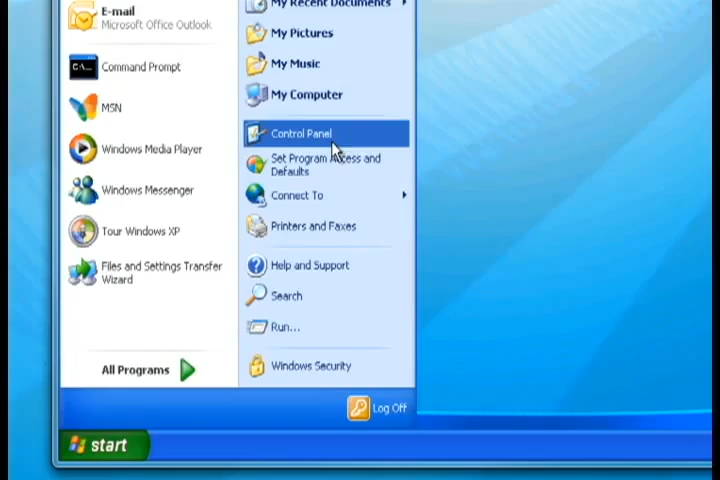 E-mail
Microsoft Office Outlook
Command Prompt
MSN
Windows Media Player
Windows Messenger
Tour Windows XP
Files and Settings Transfer
Wizard
All Programs
My Recent Documents
My Pictures
My Music
My Computer
Control Panel
Set Program Access and
Defaults
Connect To
Printers and Faxes
Help and Support
Search
Run...
Windows Security
Log Off
start